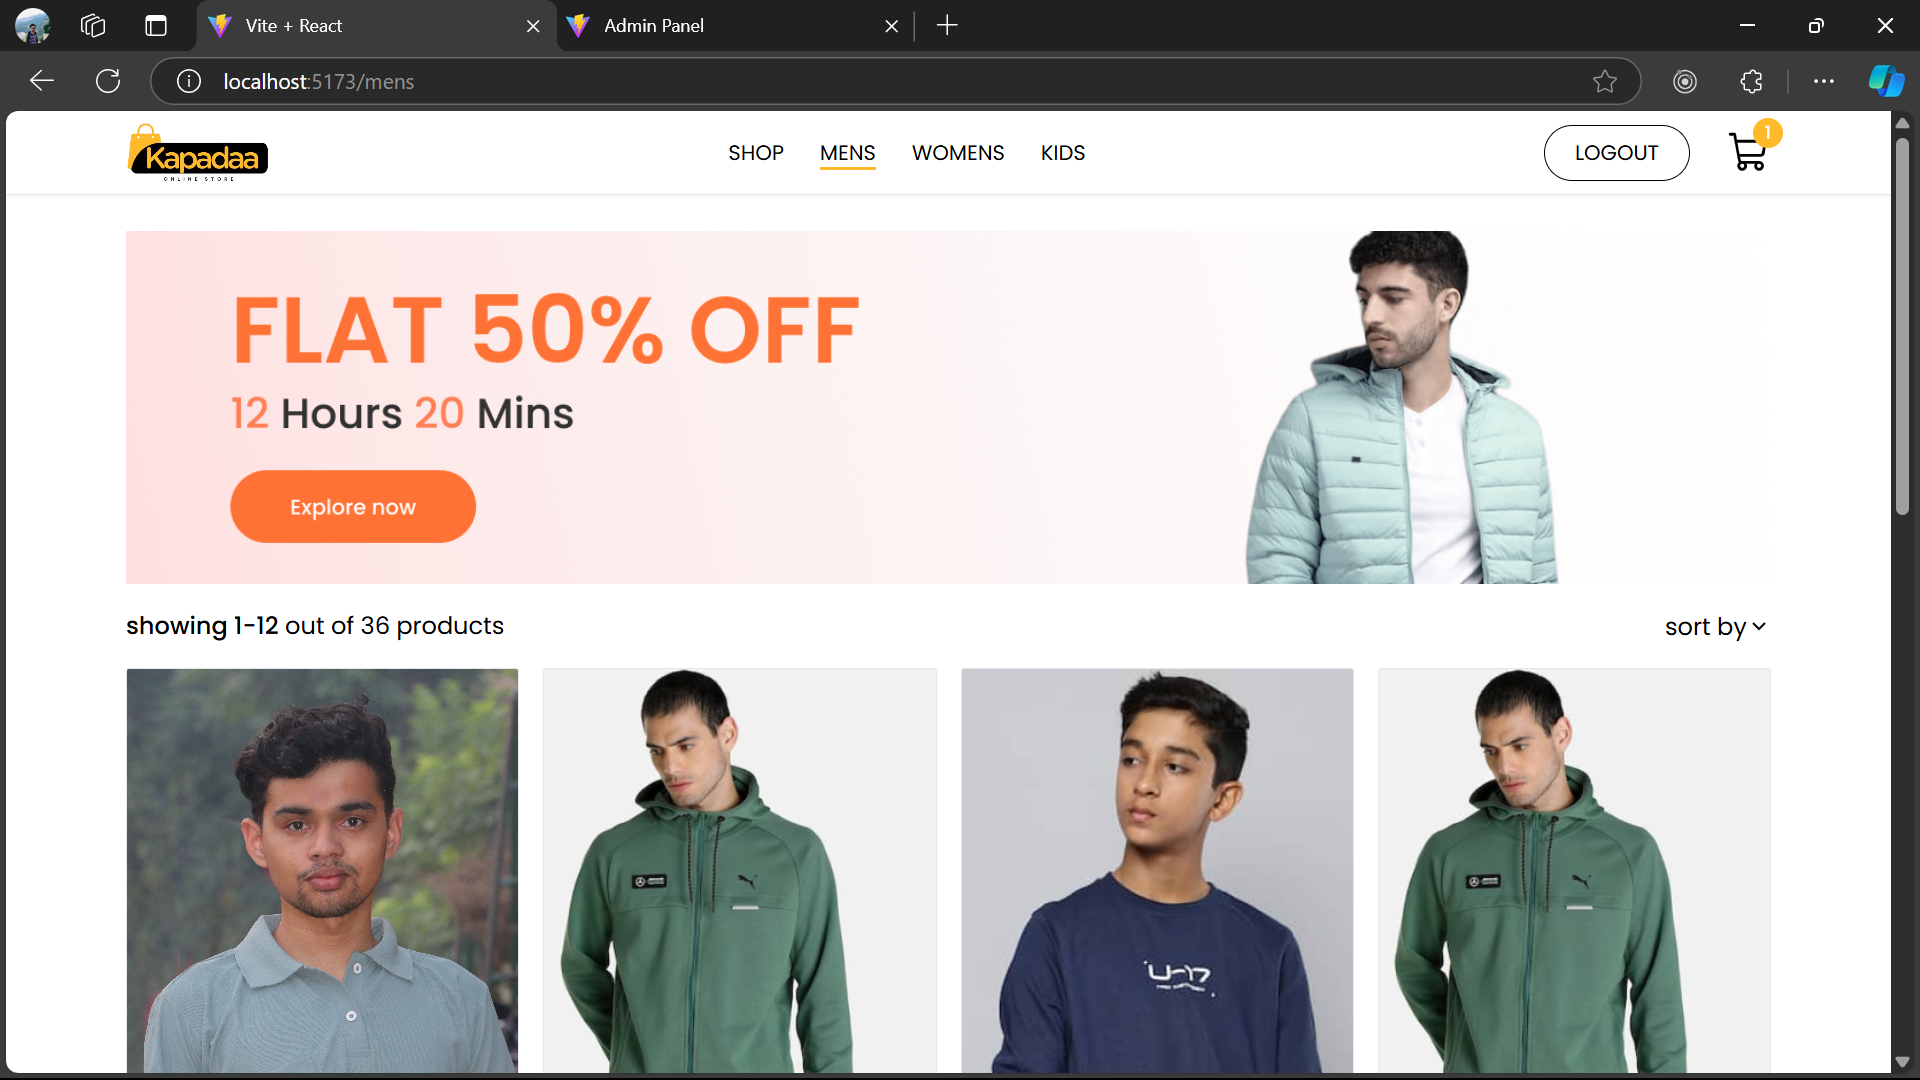 Vite + React
Admin Panel
localhost:5173/mens
Kapadaa
ONLINE STORE
SHOP
MENS
WOMENS
KIDS
LOGOUT
1
FLAT 50% OFF
12 Hours 20 Mins
Explore now
showing 1-12 out of 36 products
sort by
U-17